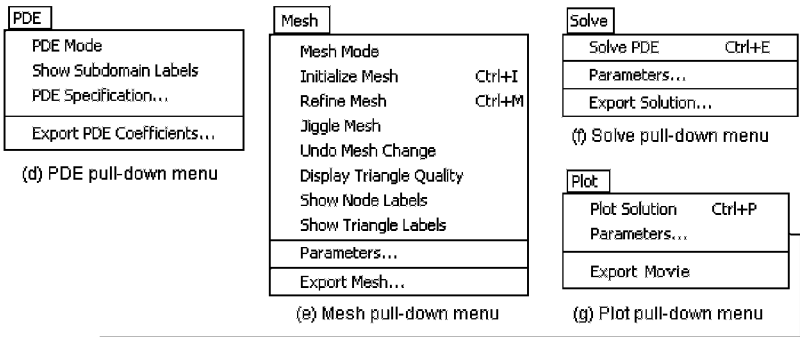 PDE
PDE Mode
Show Subdomain Labels
PDE Specification...
Export PDE Coefficients...
(d) PDE pull-down menu
Mesh
Mesh Mode
Initialize Mesh Ctrl+I
Refine Mesh Ctrl+M
Jiggle Mesh
Undo Mesh Change
Display Triangle Quality
Show Node Labels
Show Triangle Labels
Parameters...
Export Mesh...
(e) Mesh pull-down menu
Solve
Solve PDE Ctrl+E
Parameters...
Export Solution...
(f) Solve pull-down menu
Plot
Plot Solution Ctrl+P
Parameters...
Export Movie
(g) Plot pull-down menu